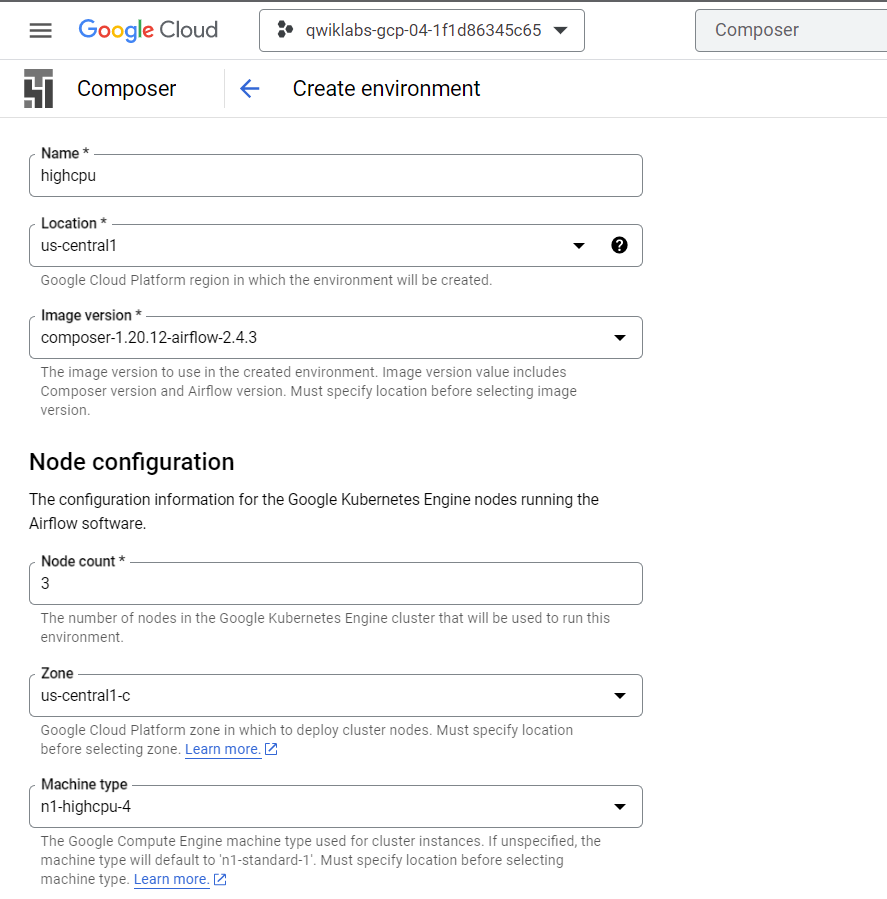 Google Cloud
qwiklabs-gcp-04-1f1d86345c65
Composer
Composer
Create environment
Name *
highcpu
Location *
us-central1
Google Cloud Platform region in which the environment will be created.
Image version *
composer-1.20.12-airflow-2.4.3
The image version to use in the created environment. Image version value includes
Composer version and Airflow version. Must specify location before selecting image
version.
Node configuration
The configuration information for the Google Kubernetes Engine nodes running the
Airflow software.
Node count *
3
The number of nodes in the Google Kubernetes Engine cluster that will be used to run this
environment.
Zone
us-central1-c
Google Cloud Platform zone in which to deploy cluster nodes. Must specify location
before selecting zone. Learn more.
Machine type
n1-highcpu-4
The Google Compute Engine machine type used for cluster instances. If unspecified, the
machine type will default to 'n1-standard-1'. Must specify location before selecting
machine type. Learn more.